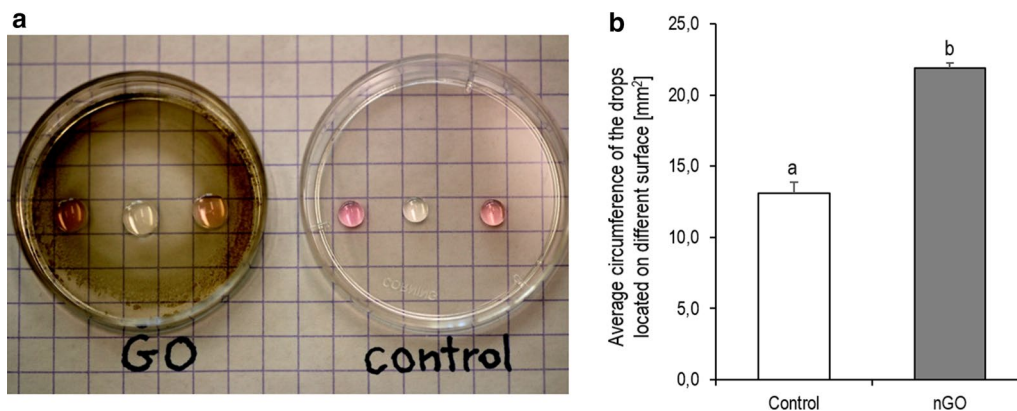 a
GO
control
CORNING
b
Average circumference of the drops
located on different surface [mm²]
25,0
20,0
15,0
10,0
5,0
0,0
a
b
Control
nGO